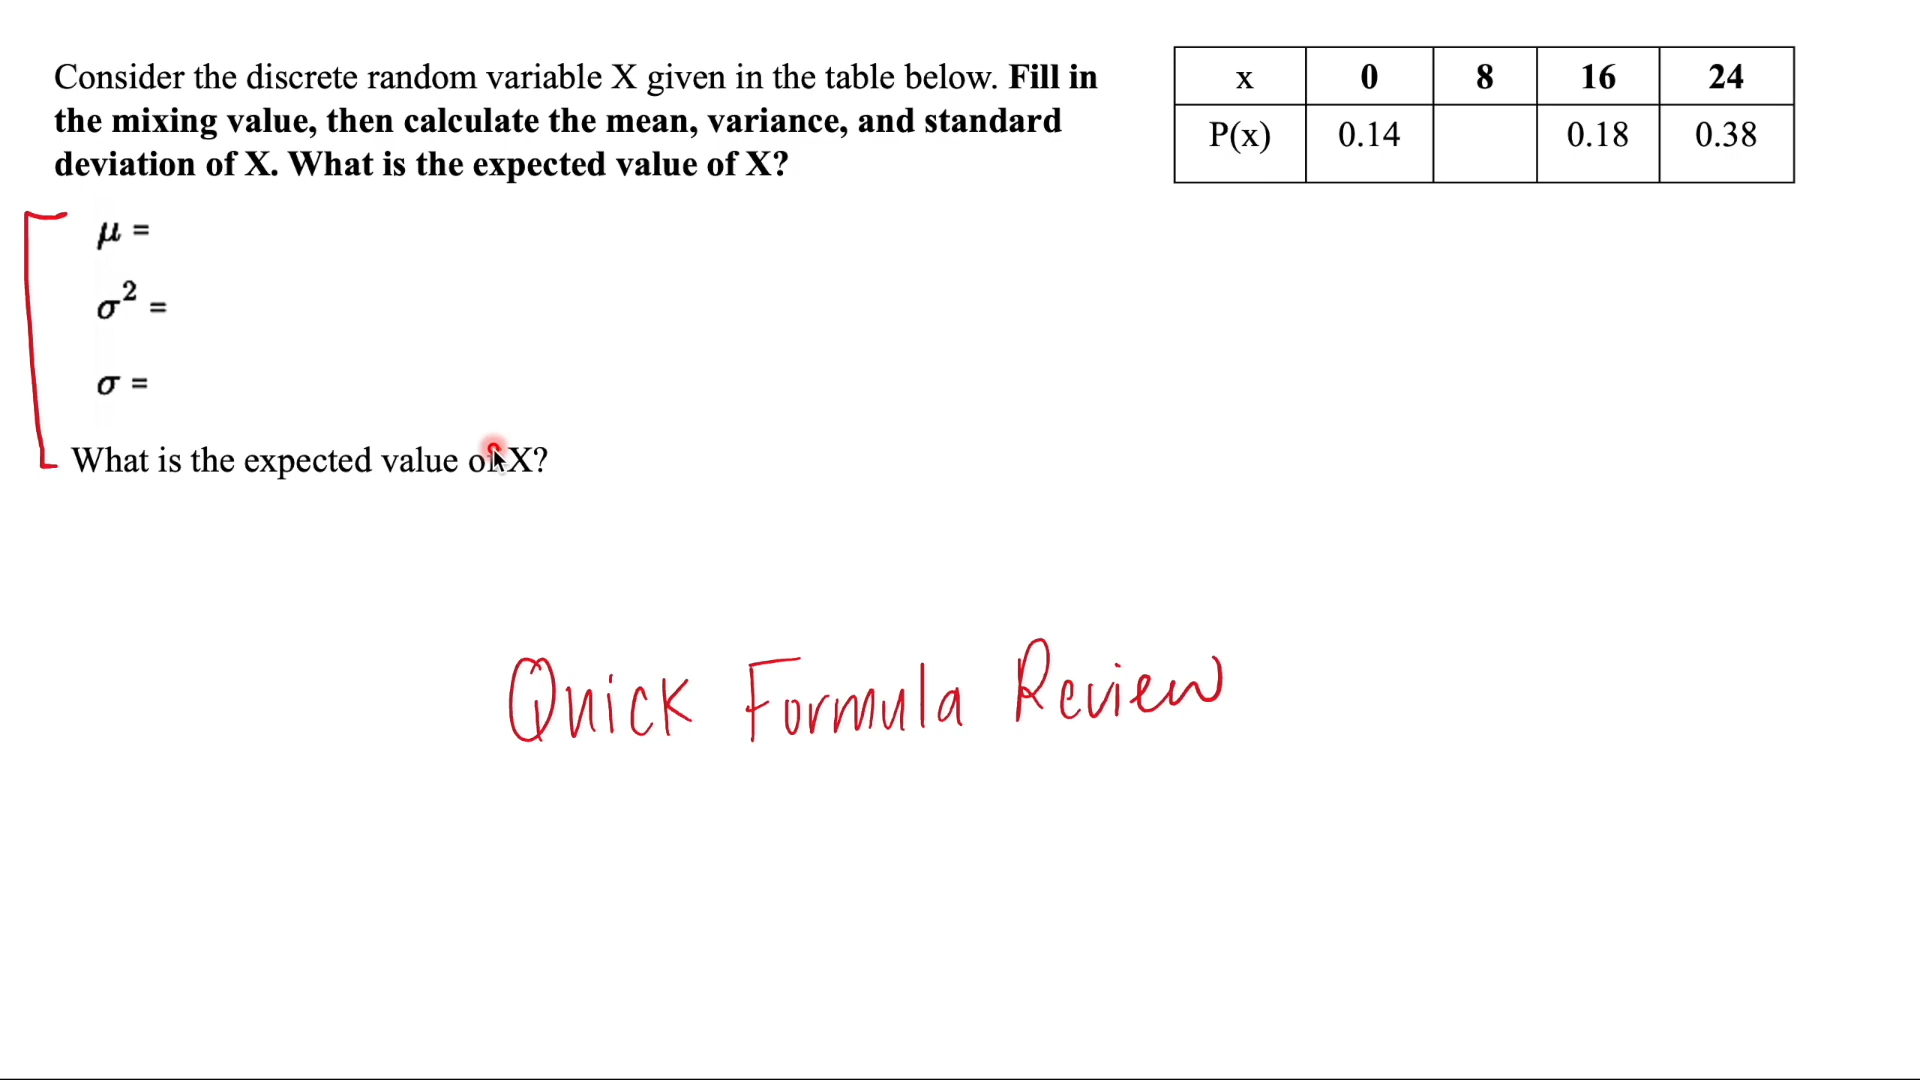 Consider the discrete random variable X given in the table below. Fill in
the mixing value, then calculate the mean, variance, and standard
deviation of X. What is the expected value of X?
x 0 8 16 24
P(x) 0.14 0.18 0.38
μ =
σ² =
σ =
What is the expected value of X?
Quick Formula Review